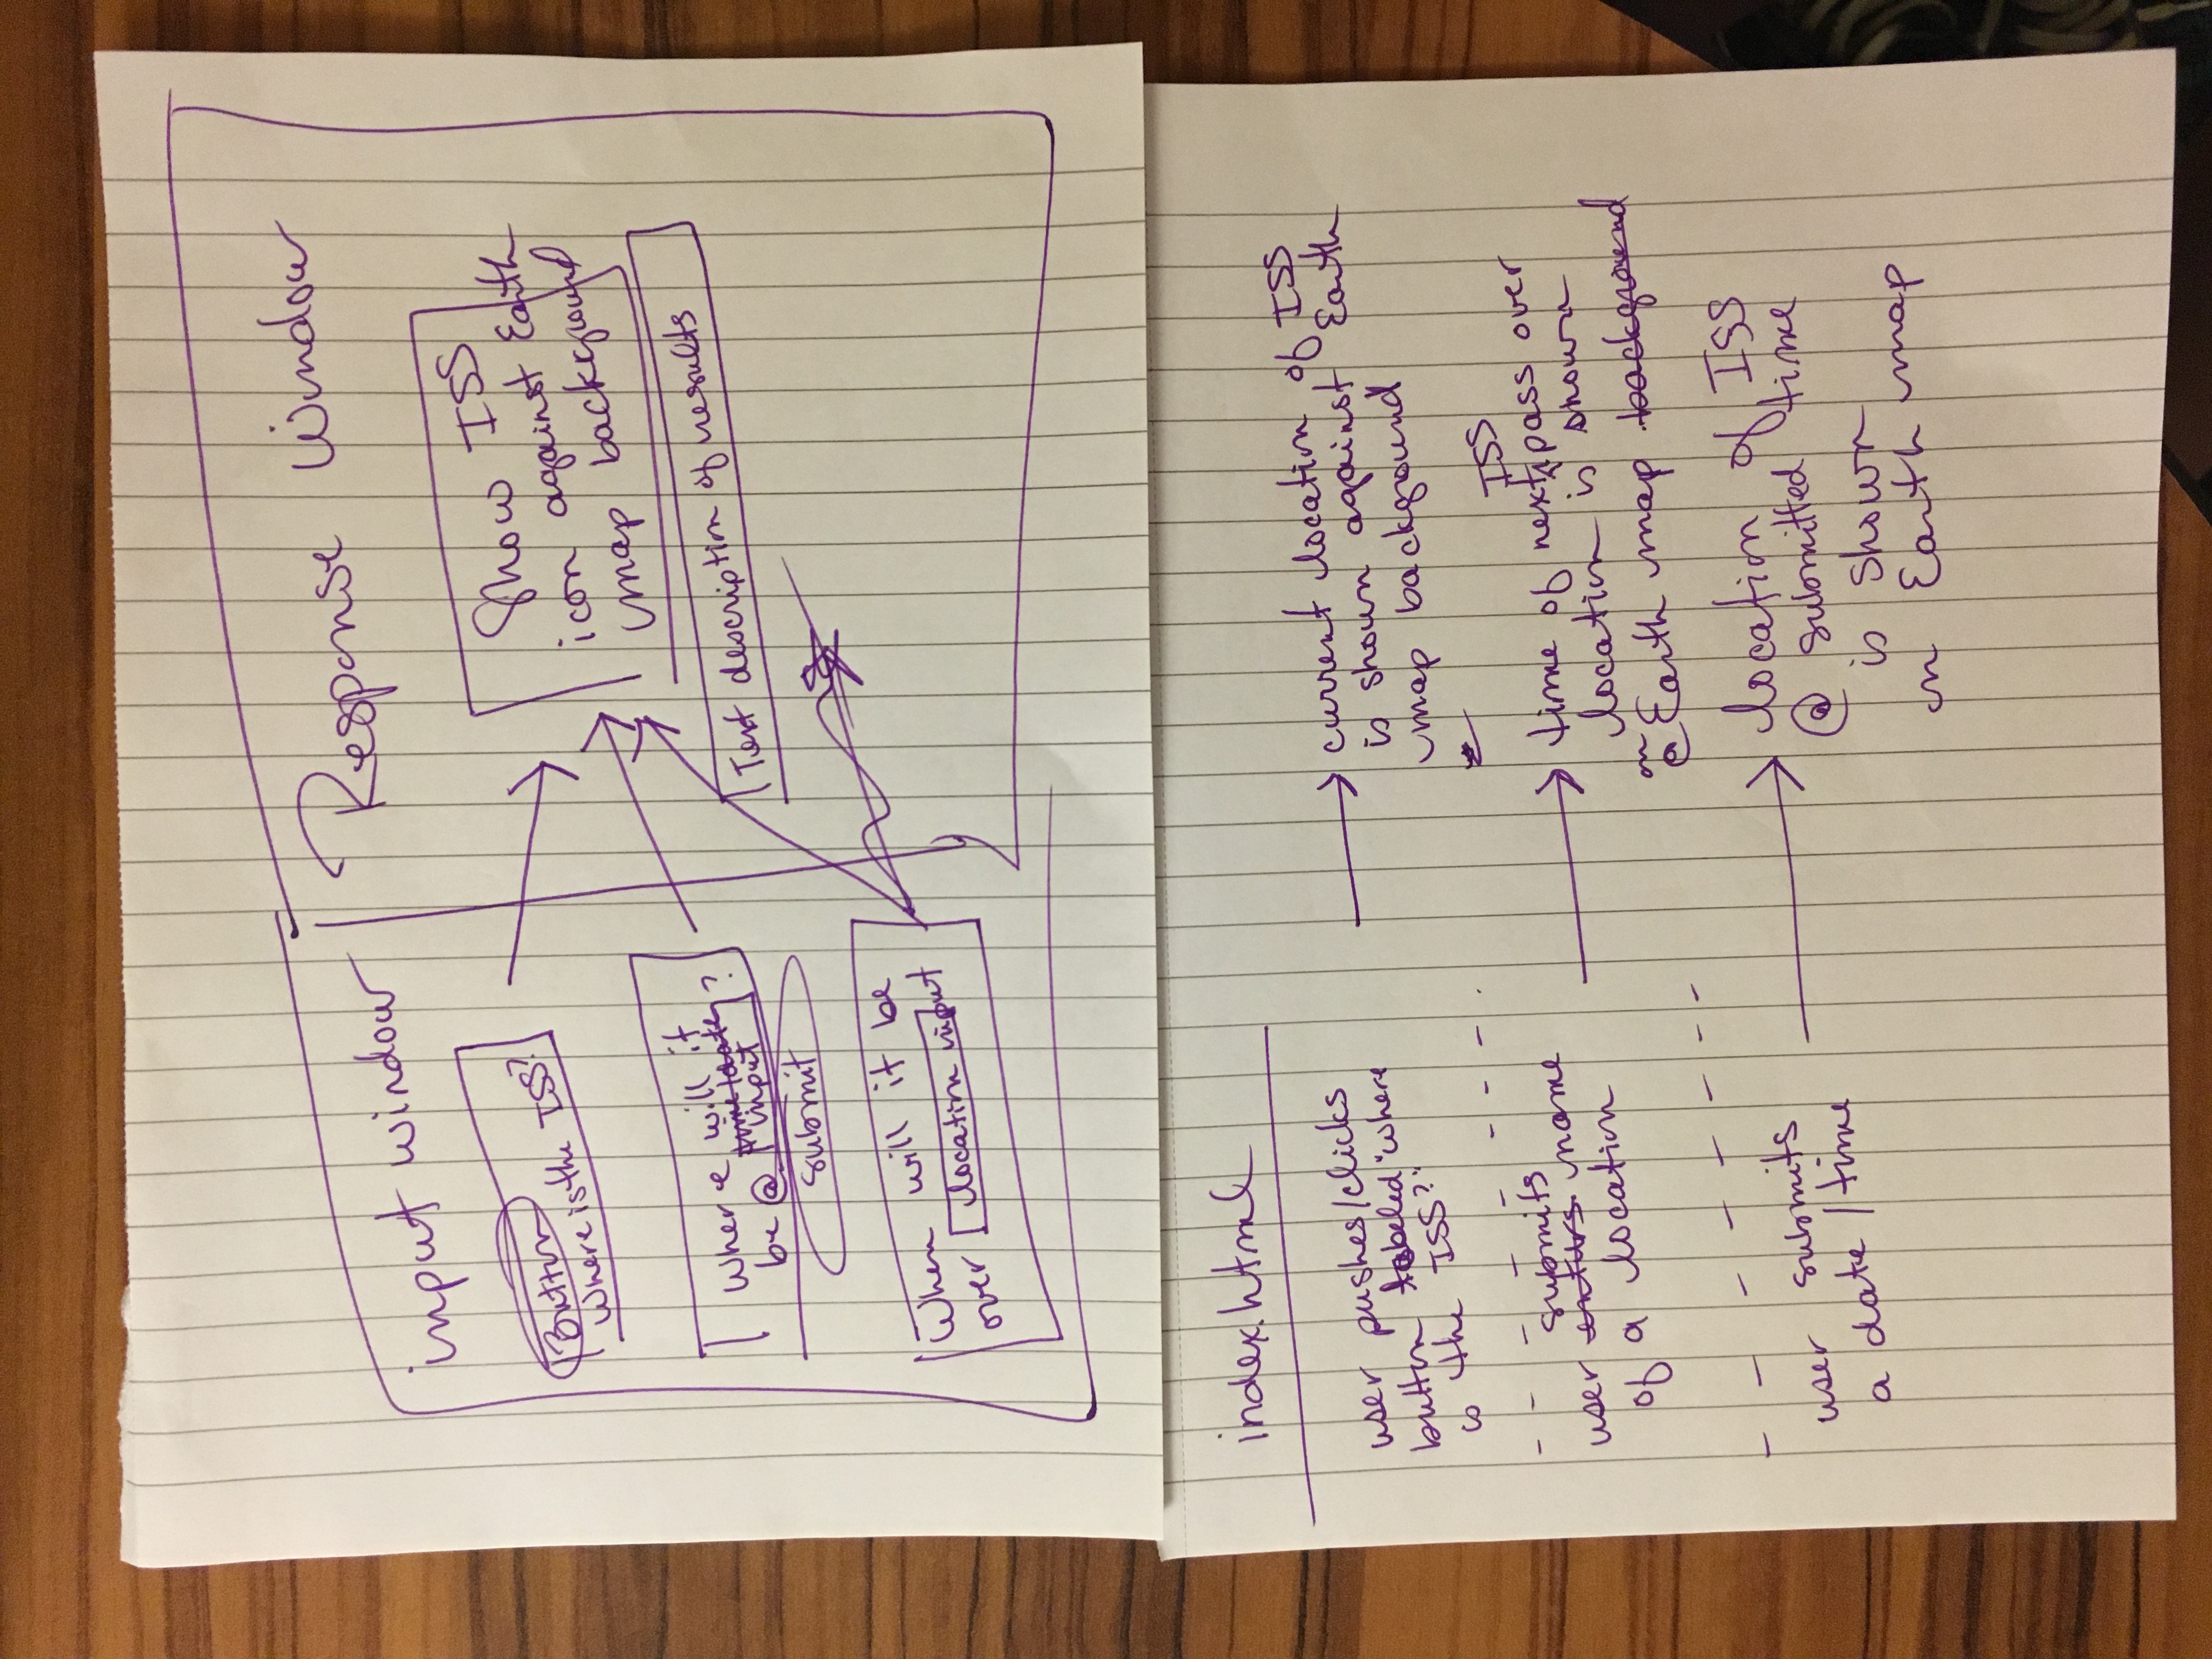 input window
Response Window
Button
Where is the ISS?
Where will it
be @ time/date ?
input
submit
When will it be
over location input
Show ISS
icon against Earth
map background
Text description of results
index.html
user pushes/clicks
button labeled "where
is the ISS?"
current location of ISS
is shown against Earth
map background
submits
user enters name
of a location
ISS
time of next pass over
location is shown
on
@ Earth map background
user submits
a date/time
location of ISS
@ submitted time
is shown
on Earth map